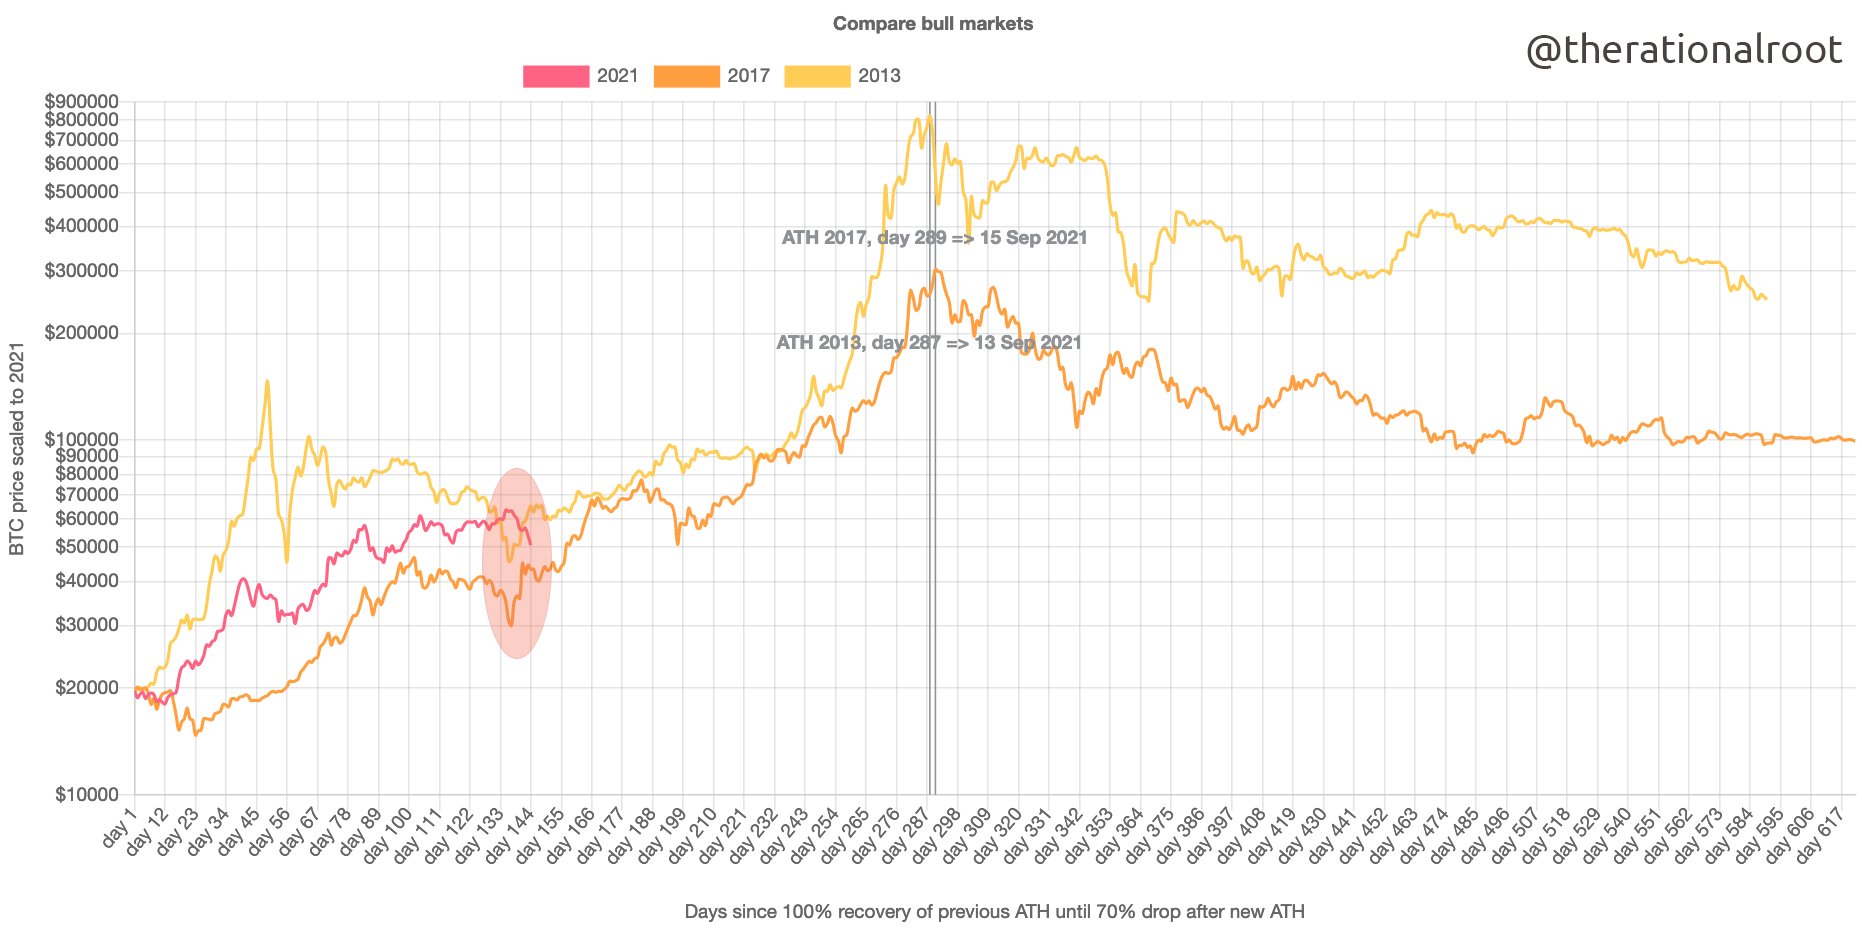 Compare bull markets
@therationalroot
2021 2017 2013
$900000
$800000
$700000
$600000
$500000
$400000
$300000
$200000
$100000
$90000
$80000
$70000
$60000
$50000
$40000
$30000
$20000
$10000
BTC price scaled to 2021
ATH 2017, day 289 => 15 Sep 2021
ATH 2013, day 287 => 13 Sep 2021
day 1 day 12 day 23 day 34 day 45 day 56 day 67 day 78 day 89 day 100 day 111 day 122 day 133 day 144 day 155 day 166 day 177 day 188 day 199 day 210 day 221 day 232 day 243 day 254 day 265 day 276 day 287 day 298 day 309 day 320 day 331 day 342 day 353 day 364 day 375 day 386 day 397 day 408 day 419 day 430 day 441 day 452 day 463 day 474 day 485 day 496 day 507 day 518 day 529 day 540 day 551 day 562 day 573 day 584 day 595 day 606 day 617
Days since 100% recovery of previous ATH until 70% drop after new ATH